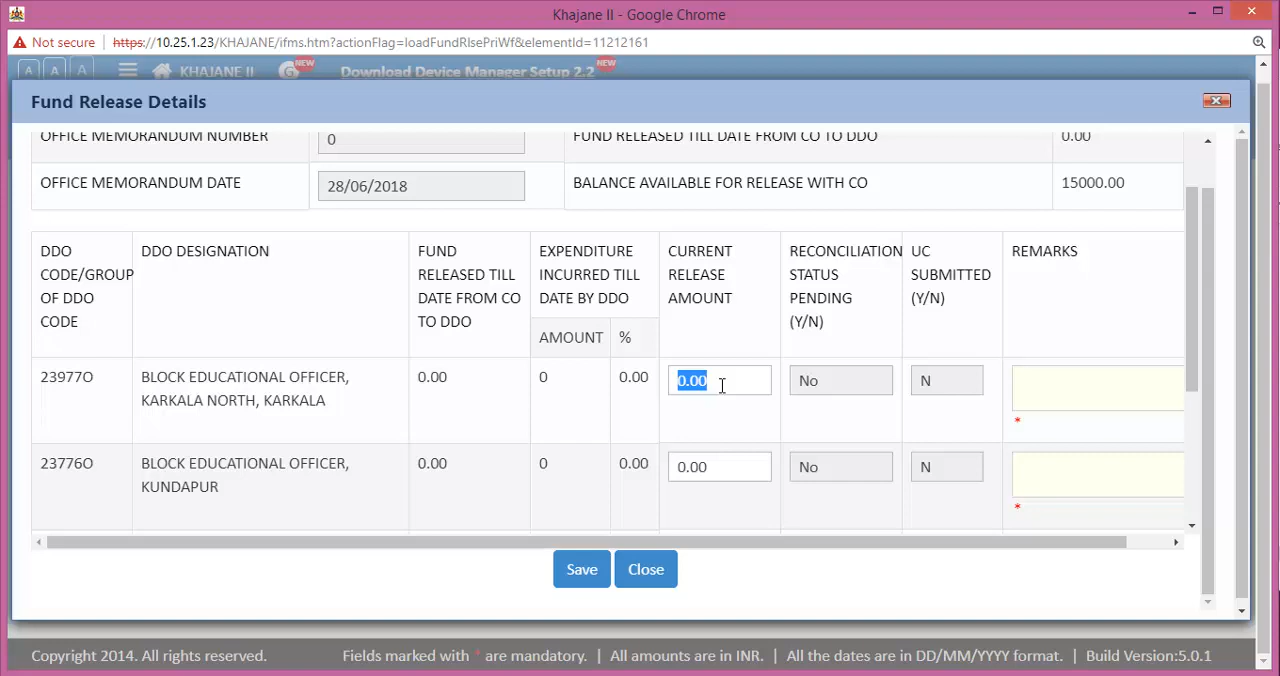 Khajane II - Google Chrome
Not secure | https://10.25.1.23/KHAJANE/ifms.htm?actionFlag=loadFundRlsePriWf&elementId=11212161
A A A KHAJANE II G NEW Download Device Manager Setup 2.2 NEW
Fund Release Details
OFFICE MEMORANDUM NUMBER 0 FUND RELEASED TILL DATE FROM CO TO DDO 0.00
OFFICE MEMORANDUM DATE 28/06/2018 BALANCE AVAILABLE FOR RELEASE WITH CO 15000.00
DDO CODE/GROUP OF DDO CODE
DDO DESIGNATION
FUND RELEASED TILL DATE FROM CO TO DDO
EXPENDITURE INCURRED TILL DATE BY DDO
AMOUNT %
CURRENT RELEASE AMOUNT
RECONCILIATION STATUS PENDING (Y/N)
UC SUBMITTED (Y/N)
REMARKS
23977O BLOCK EDUCATIONAL OFFICER, 0.00 0 0.00 0.00 No N
KARKALA NORTH, KARKALA
*
23776O BLOCK EDUCATIONAL OFFICER, 0.00 0 0.00 0.00 No N
KUNDAPUR
*
Save Close
Copyright 2014. All rights reserved. Fields marked with * are mandatory. | All amounts are in INR. | All the dates are in DD/MM/YYYY format. | Build Version:5.0.1